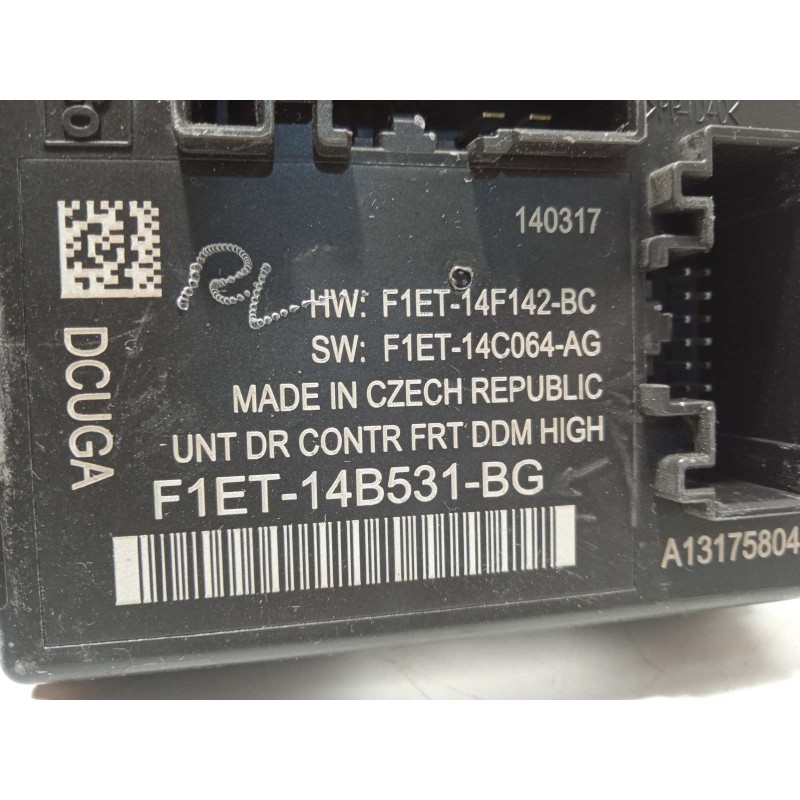 140317
HW: F1ET-14F142-BC
SW: F1ET-14C064-AG
MADE IN CZECH REPUBLIC
UNT DR CONTR FRT DDM HIGH
F1ET-14B531-BG
DCUGA
A13175804